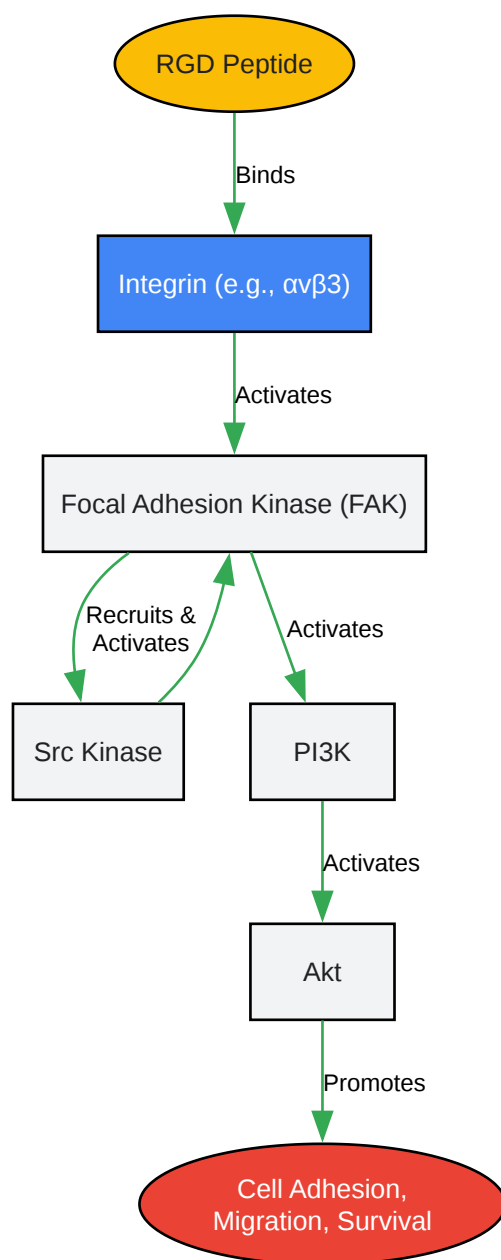 RGD Peptide
Binds
Integrin (e.g., αvβ3)
Activates
Focal Adhesion Kinase (FAK)
Recruits &
Activates
Activates
Src Kinase
PI3K
Activates
Akt
Promotes
Cell Adhesion,
Migration, Survival